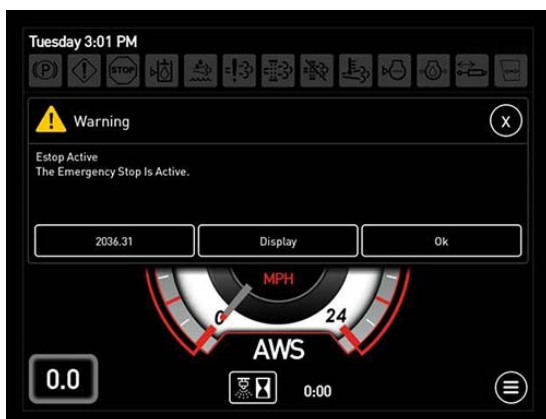 Tuesday 3:01 PM
(P)
STOP
Warning
X
Estop Active
The Emergency Stop Is Active.
2036.31
Display
Ok
MPH
0
24
AWS
0.0
0:00